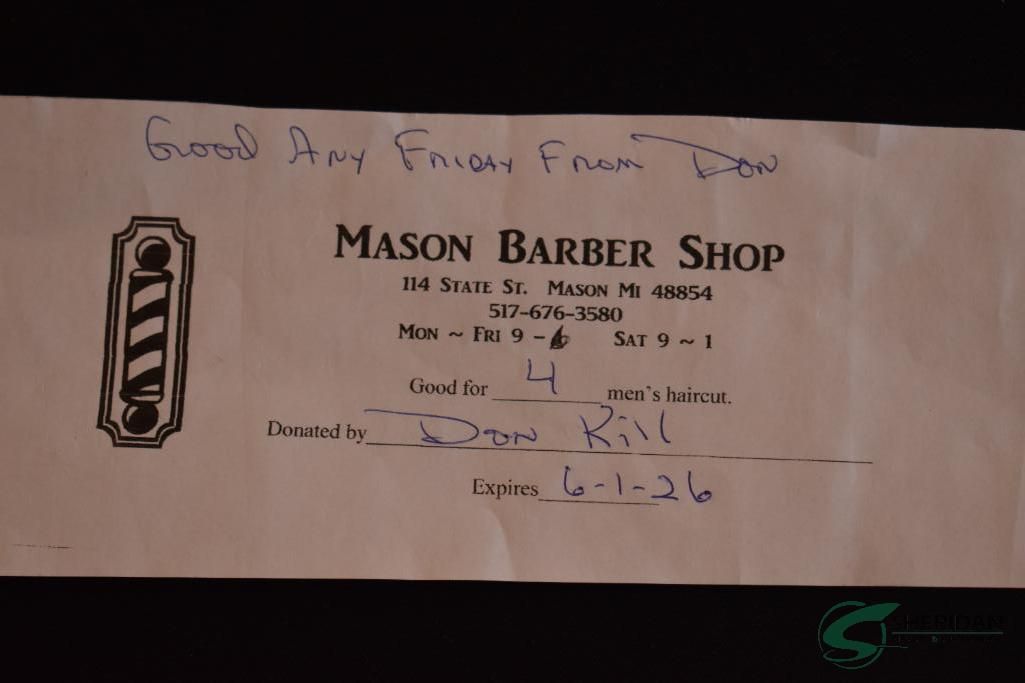 Good Any Friday From Don
MASON BARBER SHOP
114 STATE ST. MASON MI 48854
517-676-3580
MON ~ FRI 9 - 6 SAT 9 ~ 1
Good for 4 men's haircut.
Donated by Don Rill
Expires 6-1-26
SHERIDAN